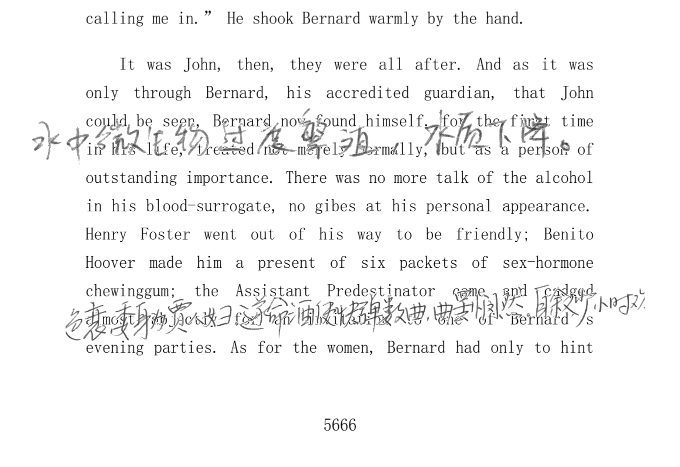 calling me in.” He shook Bernard warmly by the hand.
It was John, then, they were all after. And as it was
only through Bernard, his accredited guardian, that John
could be seen, Bernard now found himself, for the first time
水中微生物过度繁殖，水质下降。
in his life, treated not merely normally, but as a person of
outstanding importance. There was no more talk of the alcohol
in his blood-surrogate, no gibes at his personal appearance.
Henry Foster went out of his way to be friendly; Benito
Hoover made him a present of six packets of sex-hormone
chewinggum; the Assistant Predestinator came and cadged
almost abjectly for an invitation to one of Bernard's
evening parties. As for the women, Bernard had only to hint
5666